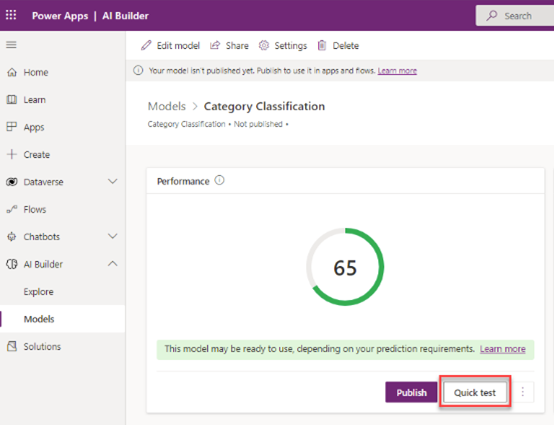 Power Apps | AI Builder
Search
Edit model
Share
Settings
Delete
Your model isn't published yet. Publish to use it in apps and flows. Learn more
Home
Learn
Apps
Create
Dataverse
Flows
Chatbots
AI Builder
Explore
Models
Solutions
Models > Category Classification
Category Classification • Not published •
Performance
65
This model may be ready to use, depending on your prediction requirements. Learn more
Publish
Quick test